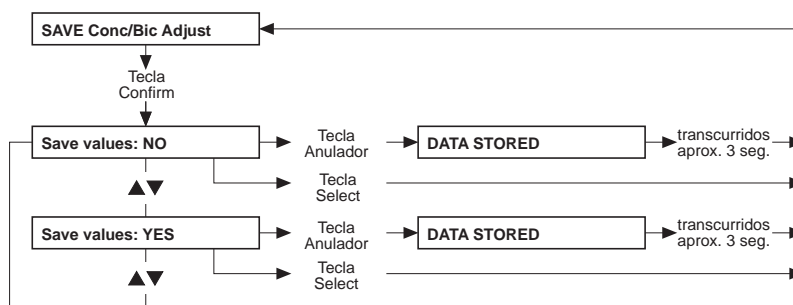 SAVE Conc/Bic Adjust
Tecla
Confirm
Save values: NO
Tecla
Anulador
DATA STORED
transcurridos
aprox. 3 seg.
Tecla
Select
Save values: YES
Tecla
Anulador
DATA STORED
transcurridos
aprox. 3 seg.
Tecla
Select